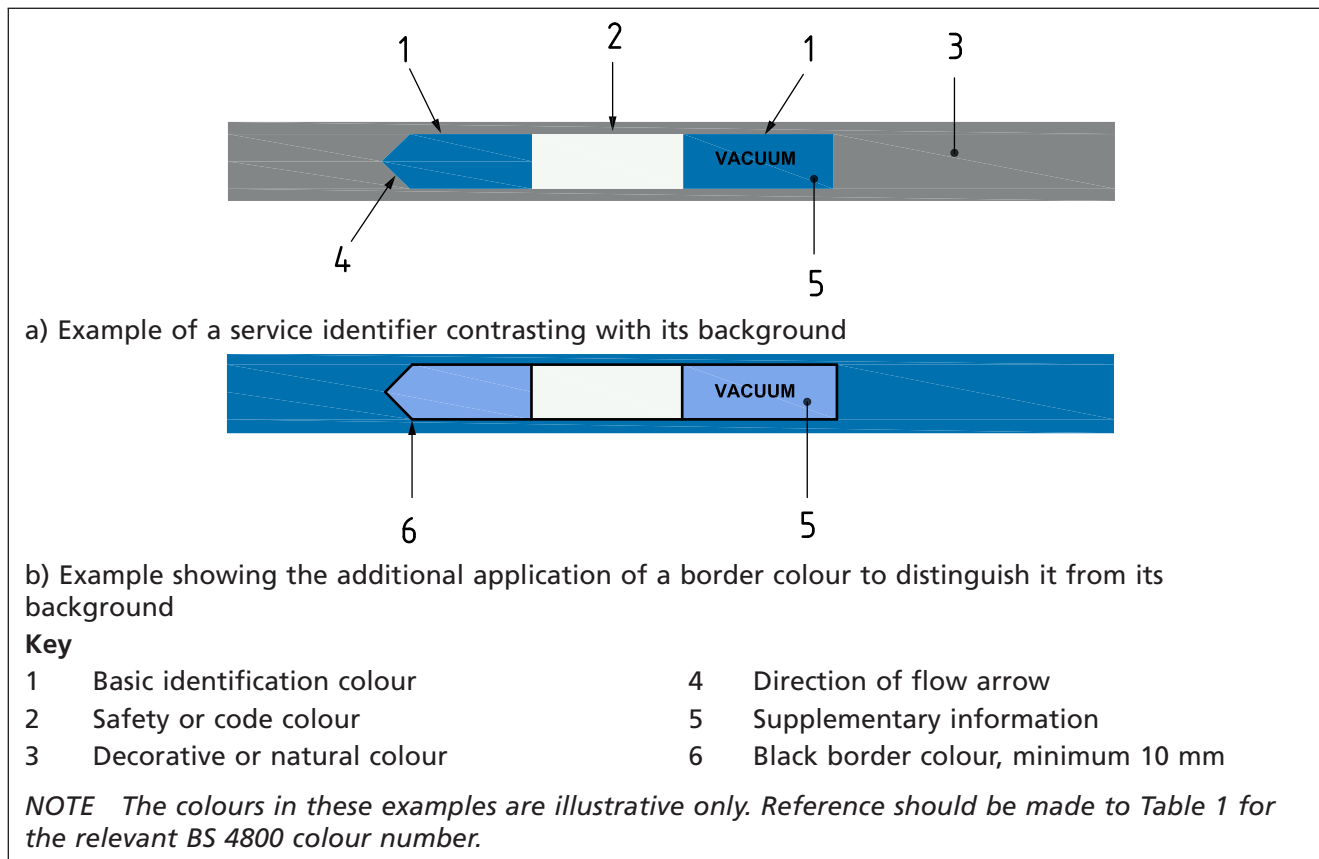 1 2 1 3
VACUUM
4 5
a) Example of a service identifier contrasting with its background
VACUUM
6 5
b) Example showing the additional application of a border colour to distinguish it from its
background
Key
1 Basic identification colour 4 Direction of flow arrow
2 Safety or code colour 5 Supplementary information
3 Decorative or natural colour 6 Black border colour, minimum 10 mm
NOTE The colours in these examples are illustrative only. Reference should be made to Table 1 for
the relevant BS 4800 colour number.